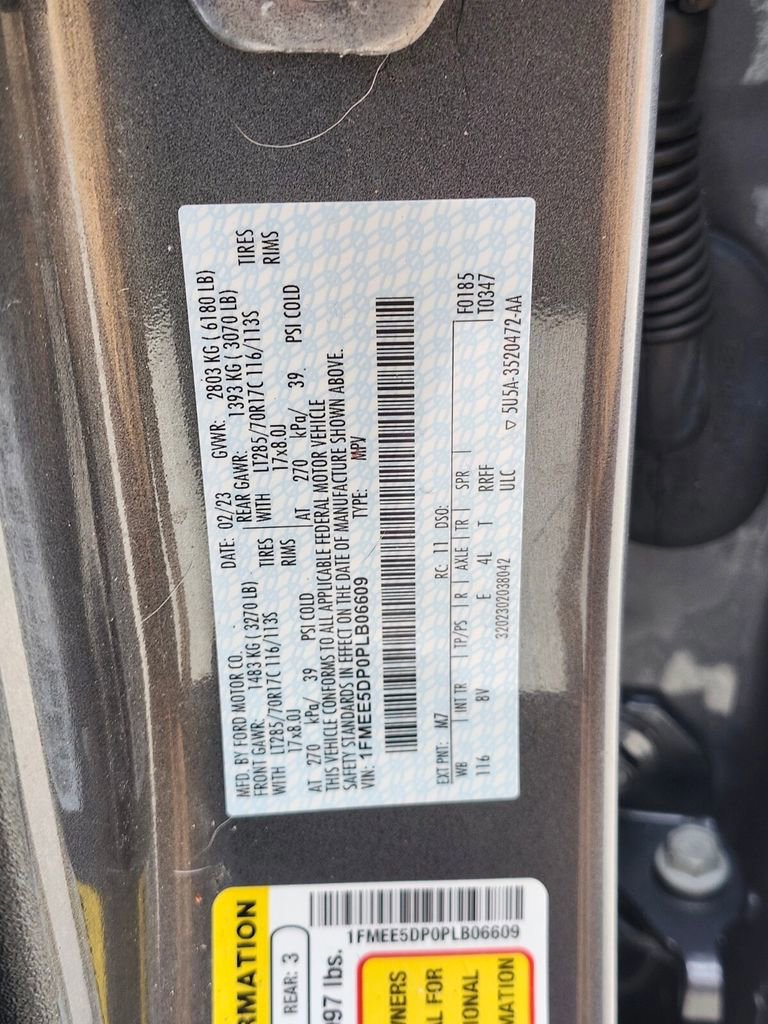 MFD. BY FORD MOTOR CO.
DATE: 02/23 GVWR: 2803 KG ( 6180 LB)
FRONT GAWR: 1483 KG ( 3270 LB)
REAR GAWR: 1393 KG ( 3070 LB)
WITH LT285/70R17C 116/113S TIRES
17x8.0J RIMS
AT 270 kPa/ 39 PSI COLD
WITH LT285/70R17C 116/113S TIRES
17x8.0J RIMS
AT 270 kPa/ 39 PSI COLD
THIS VEHICLE CONFORMS TO ALL APPLICABLE FEDERAL MOTOR VEHICLE
SAFETY STANDARDS IN EFFECT ON THE DATE OF MANUFACTURE SHOWN ABOVE.
VIN: 1FMEE5DP0PLB06609 TYPE: MPV
EXT PNT: M7 RC: 11 DSO: F0185
WB INT TR TP/PS R AXLE TR SPR T0347
116 8V E 4L T RRFF
3202302038042 ULC ▽ 5U5A-3520472-AA
RMATION
REAR: 3
1FMEE5DP0PLB06609
097 lbs.
WNERS
AL FOR
IONAL
MATION